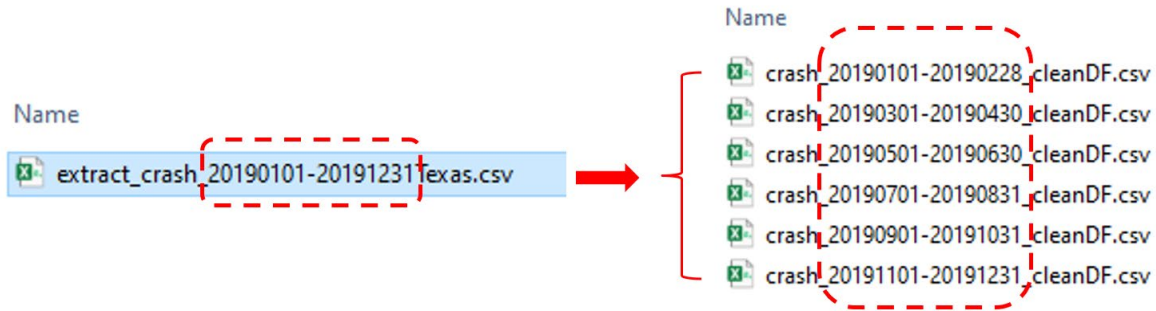 Name
extract_crash_20190101-20191231Texas.csv
Name
crash_20190101-20190228_cleanDF.csv
crash_20190301-20190430_cleanDF.csv
crash_20190501-20190630_cleanDF.csv
crash_20190701-20190831_cleanDF.csv
crash_20190901-20191031_cleanDF.csv
crash_20191101-20191231_cleanDF.csv